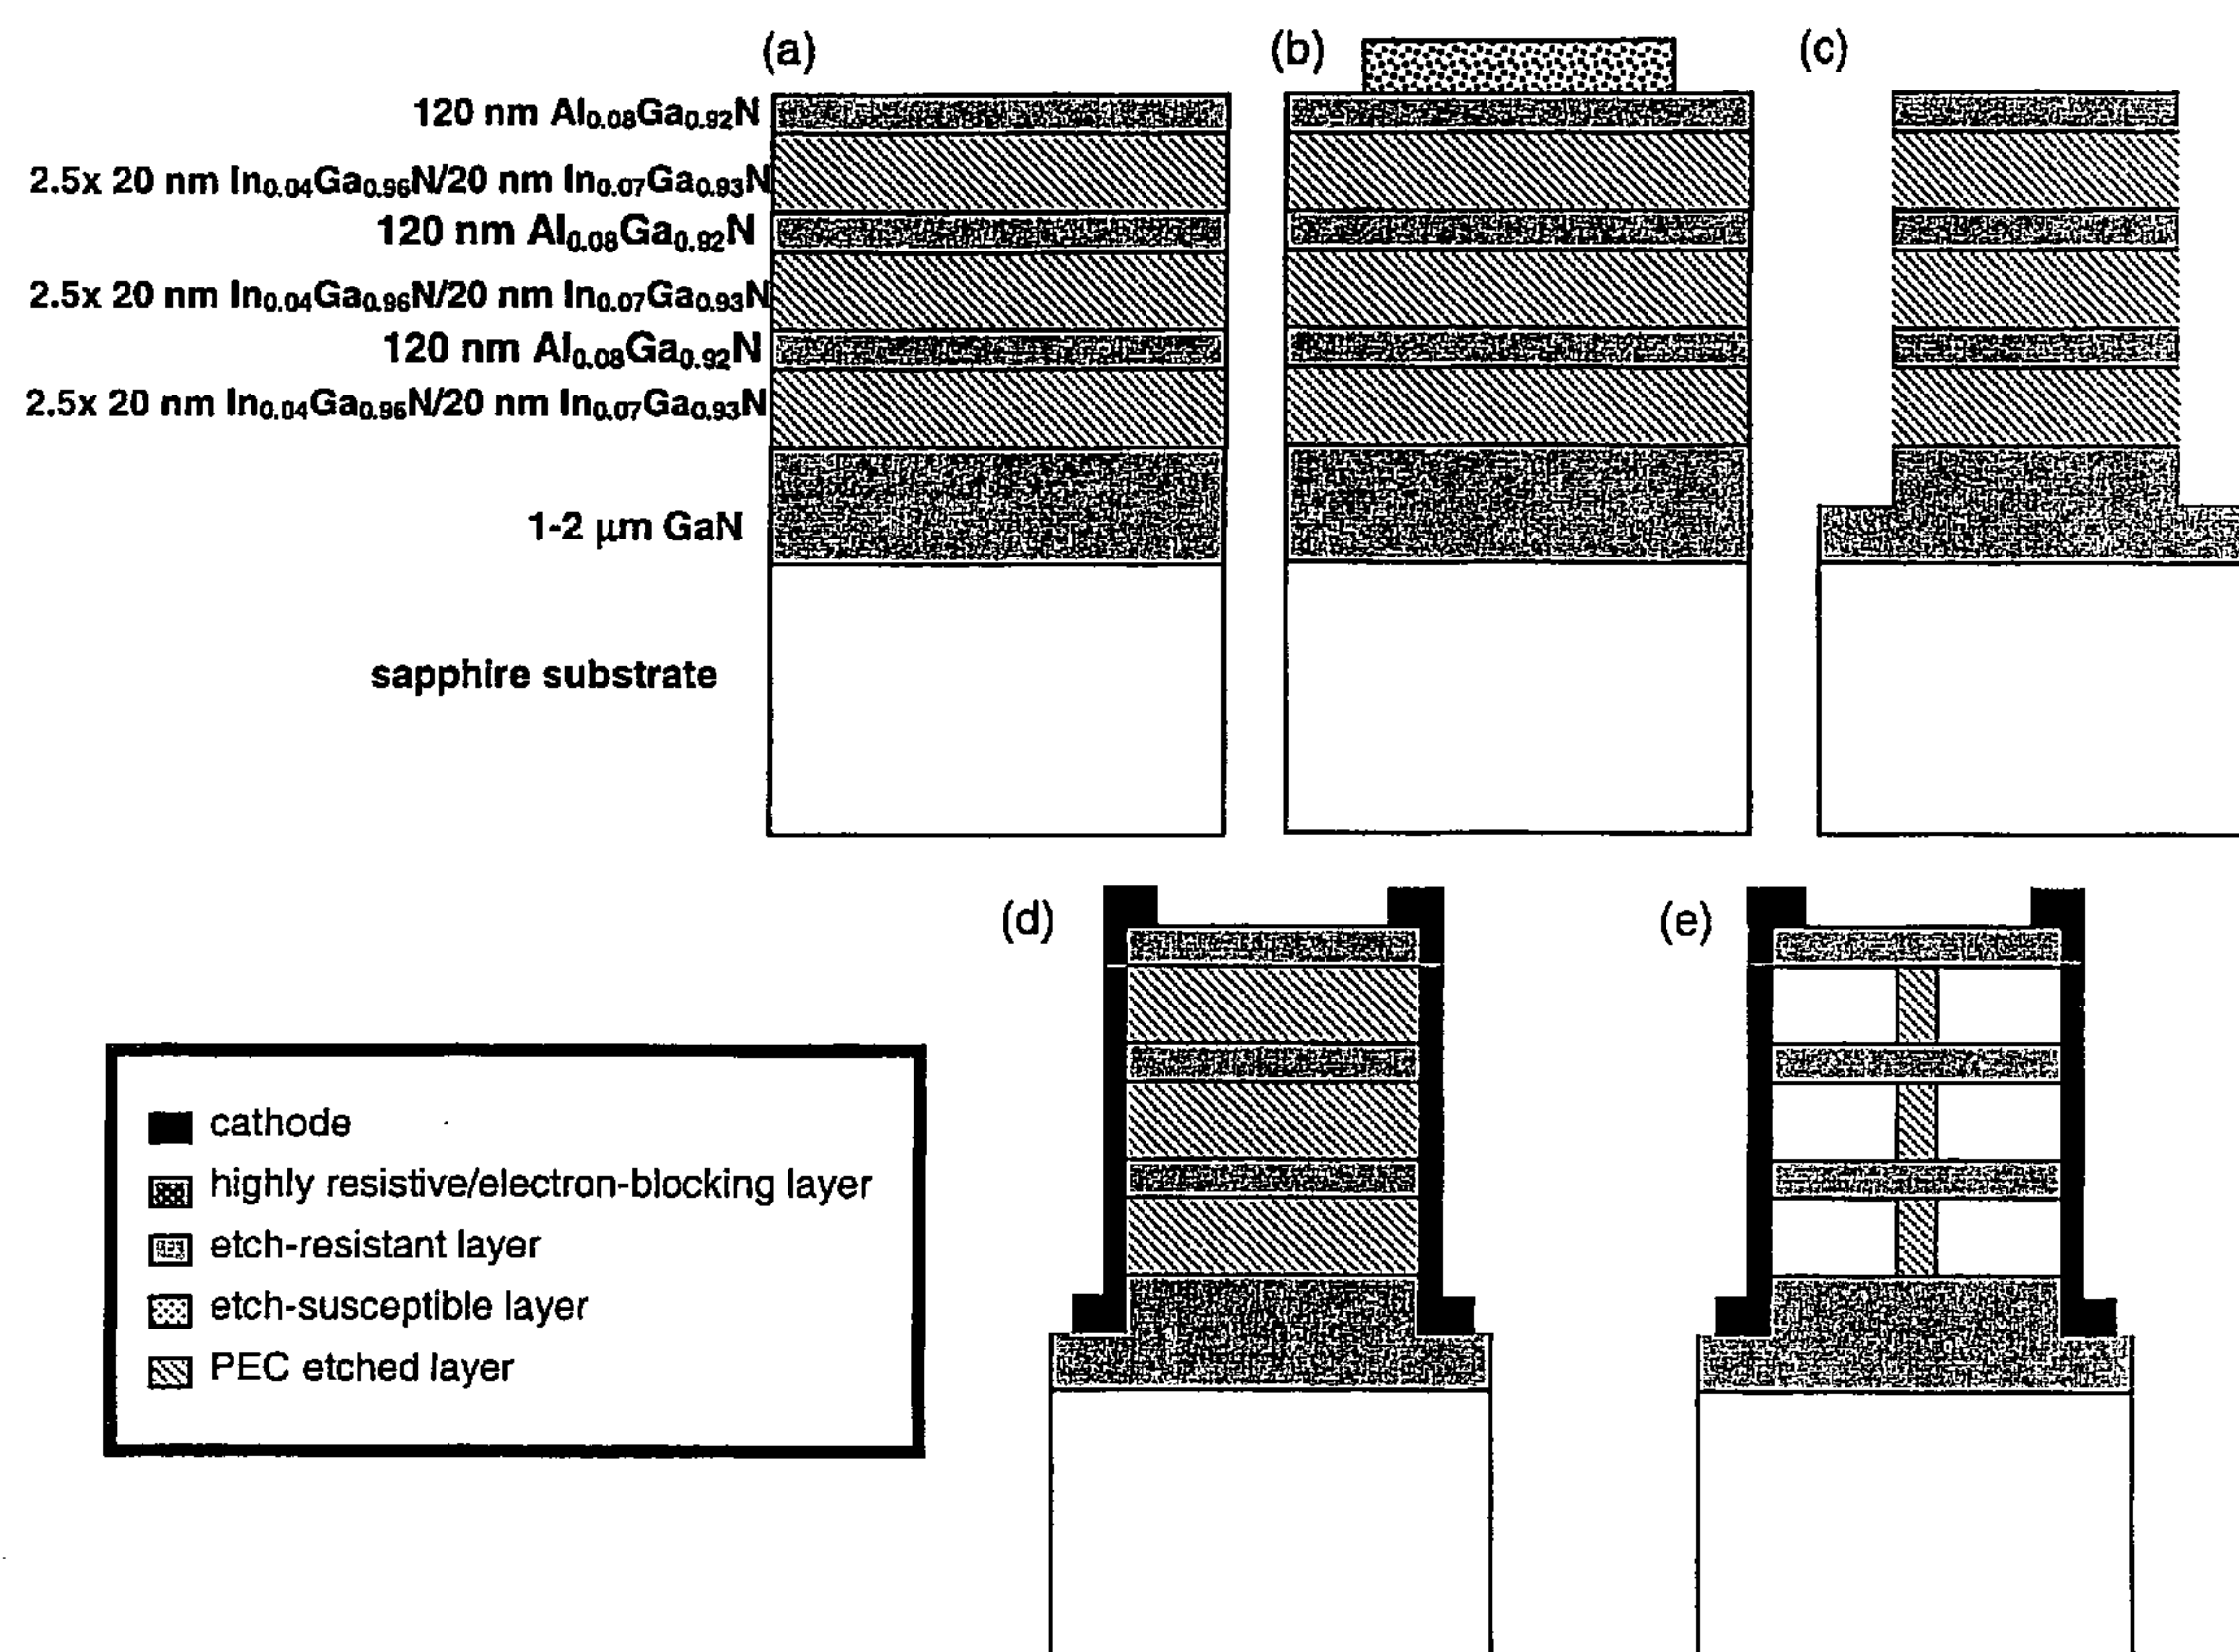 (a)
(b)
(c)
120 nm Al0.08Ga0.92N
2.5x 20 nm In0.04Ga0.96N/20 nm In0.07Ga0.93N
120 nm Al0.08Ga0.92N
2.5x 20 nm In0.04Ga0.96N/20 nm In0.07Ga0.93N
120 nm Al0.08Ga0.92N
2.5x 20 nm In0.04Ga0.96N/20 nm In0.07Ga0.93N
1-2 μm GaN
sapphire substrate
(d)
(e)
cathode
highly resistive/electron-blocking layer
etch-resistant layer
etch-susceptible layer
PEC etched layer